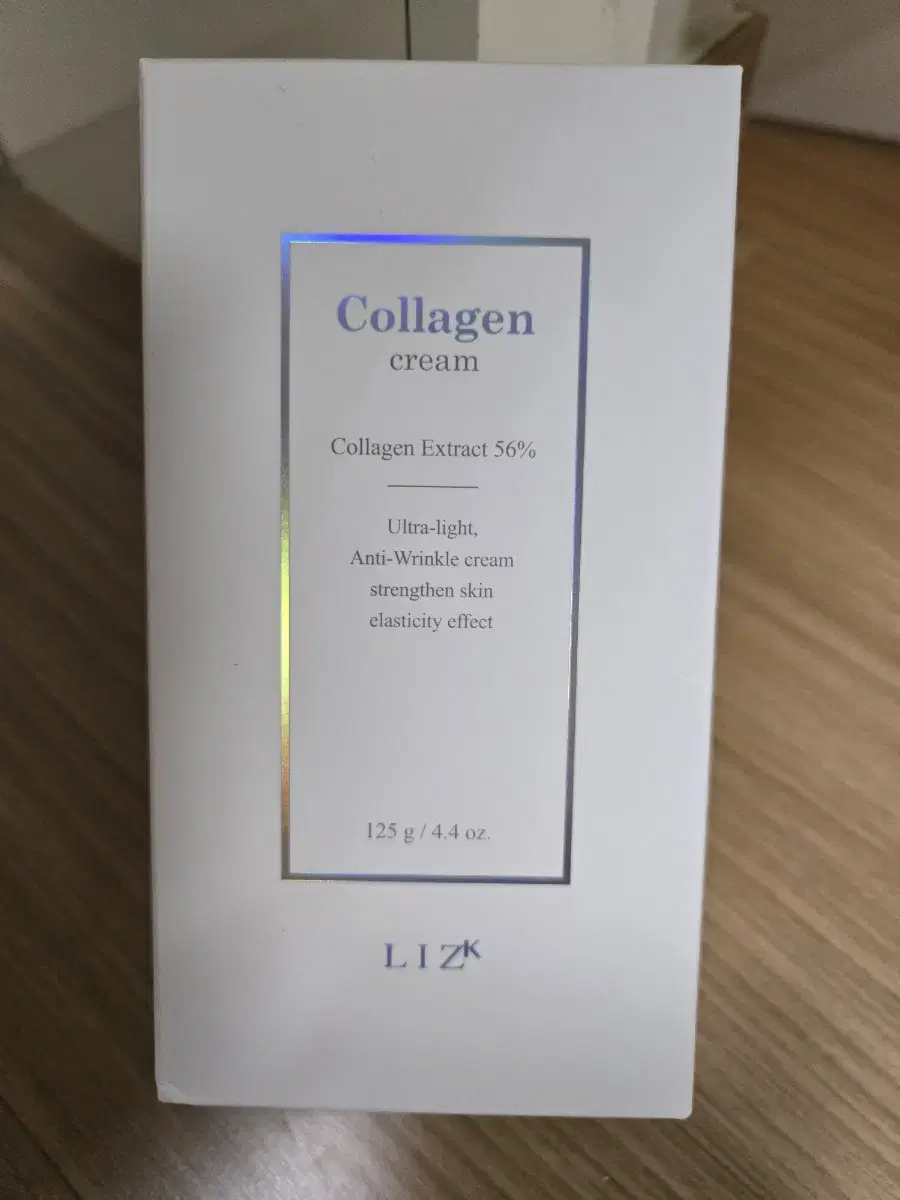 Collagen
cream
Collagen Extract 56%
Ultra-light,
Anti-Wrinkle cream
strengthen skin
elasticity effect
125 g / 4.4 oz.
LIZK